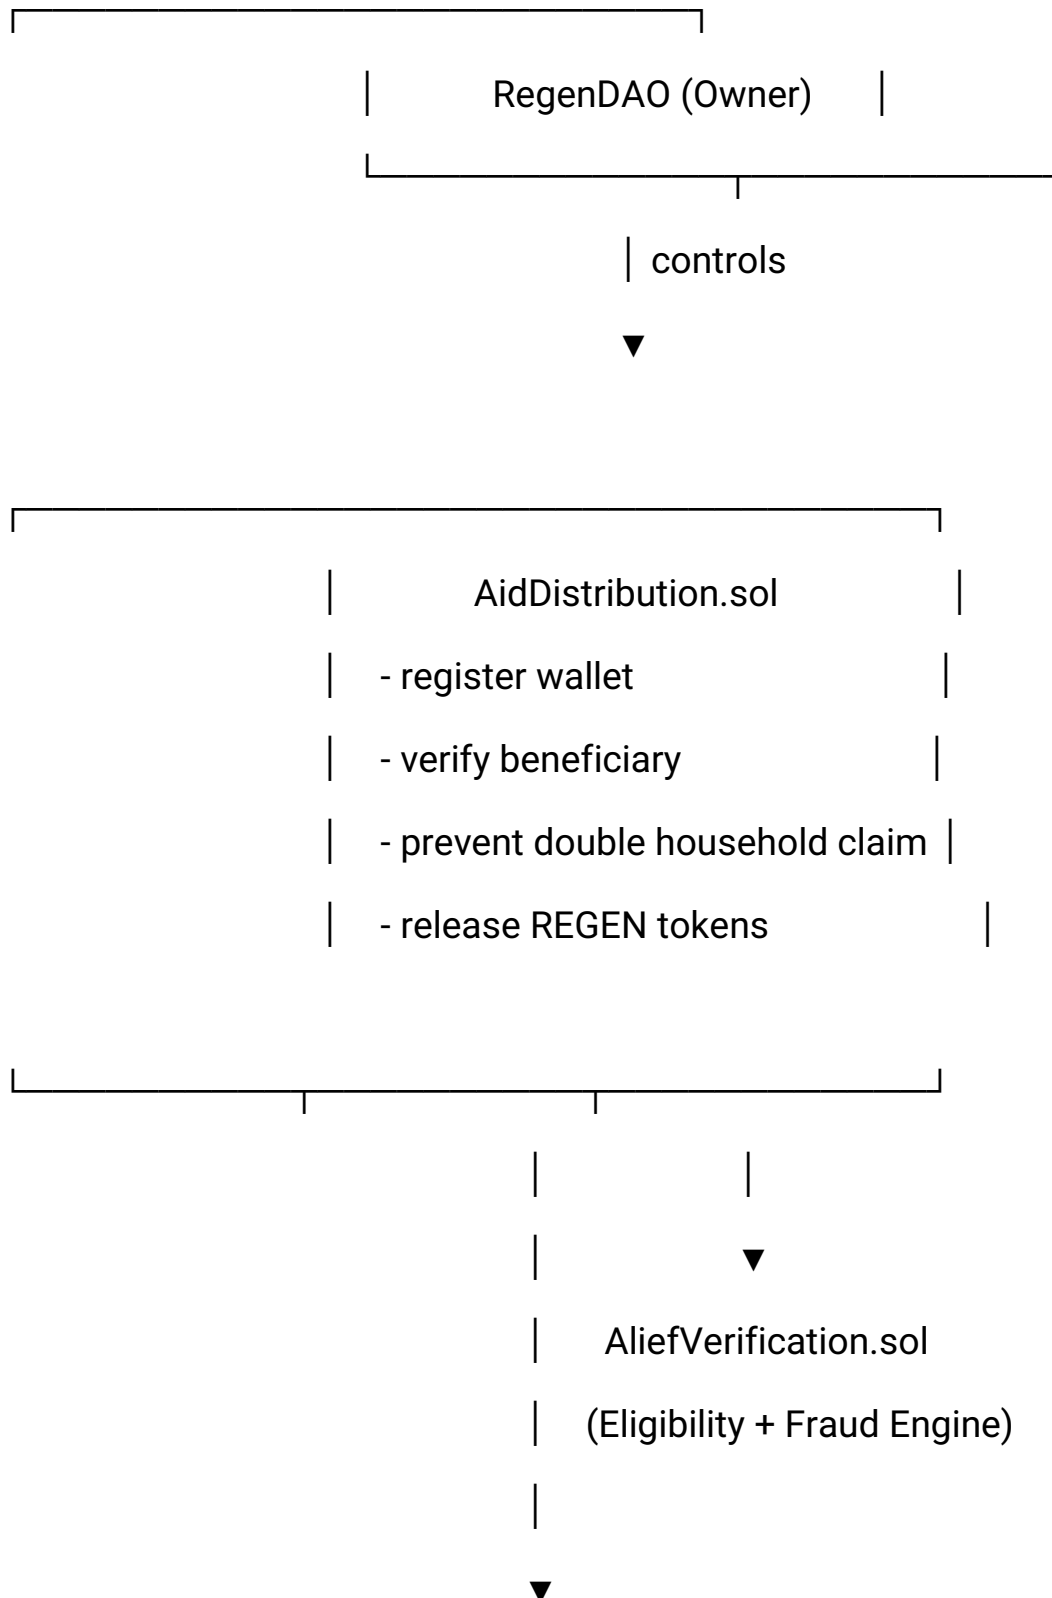 RegenDAO (Owner)
controls
▼
AidDistribution.sol
- register wallet
- verify beneficiary
- prevent double household claim
- release REGEN tokens
▼
AliefVerification.sol
(Eligibility + Fraud Engine)
▼